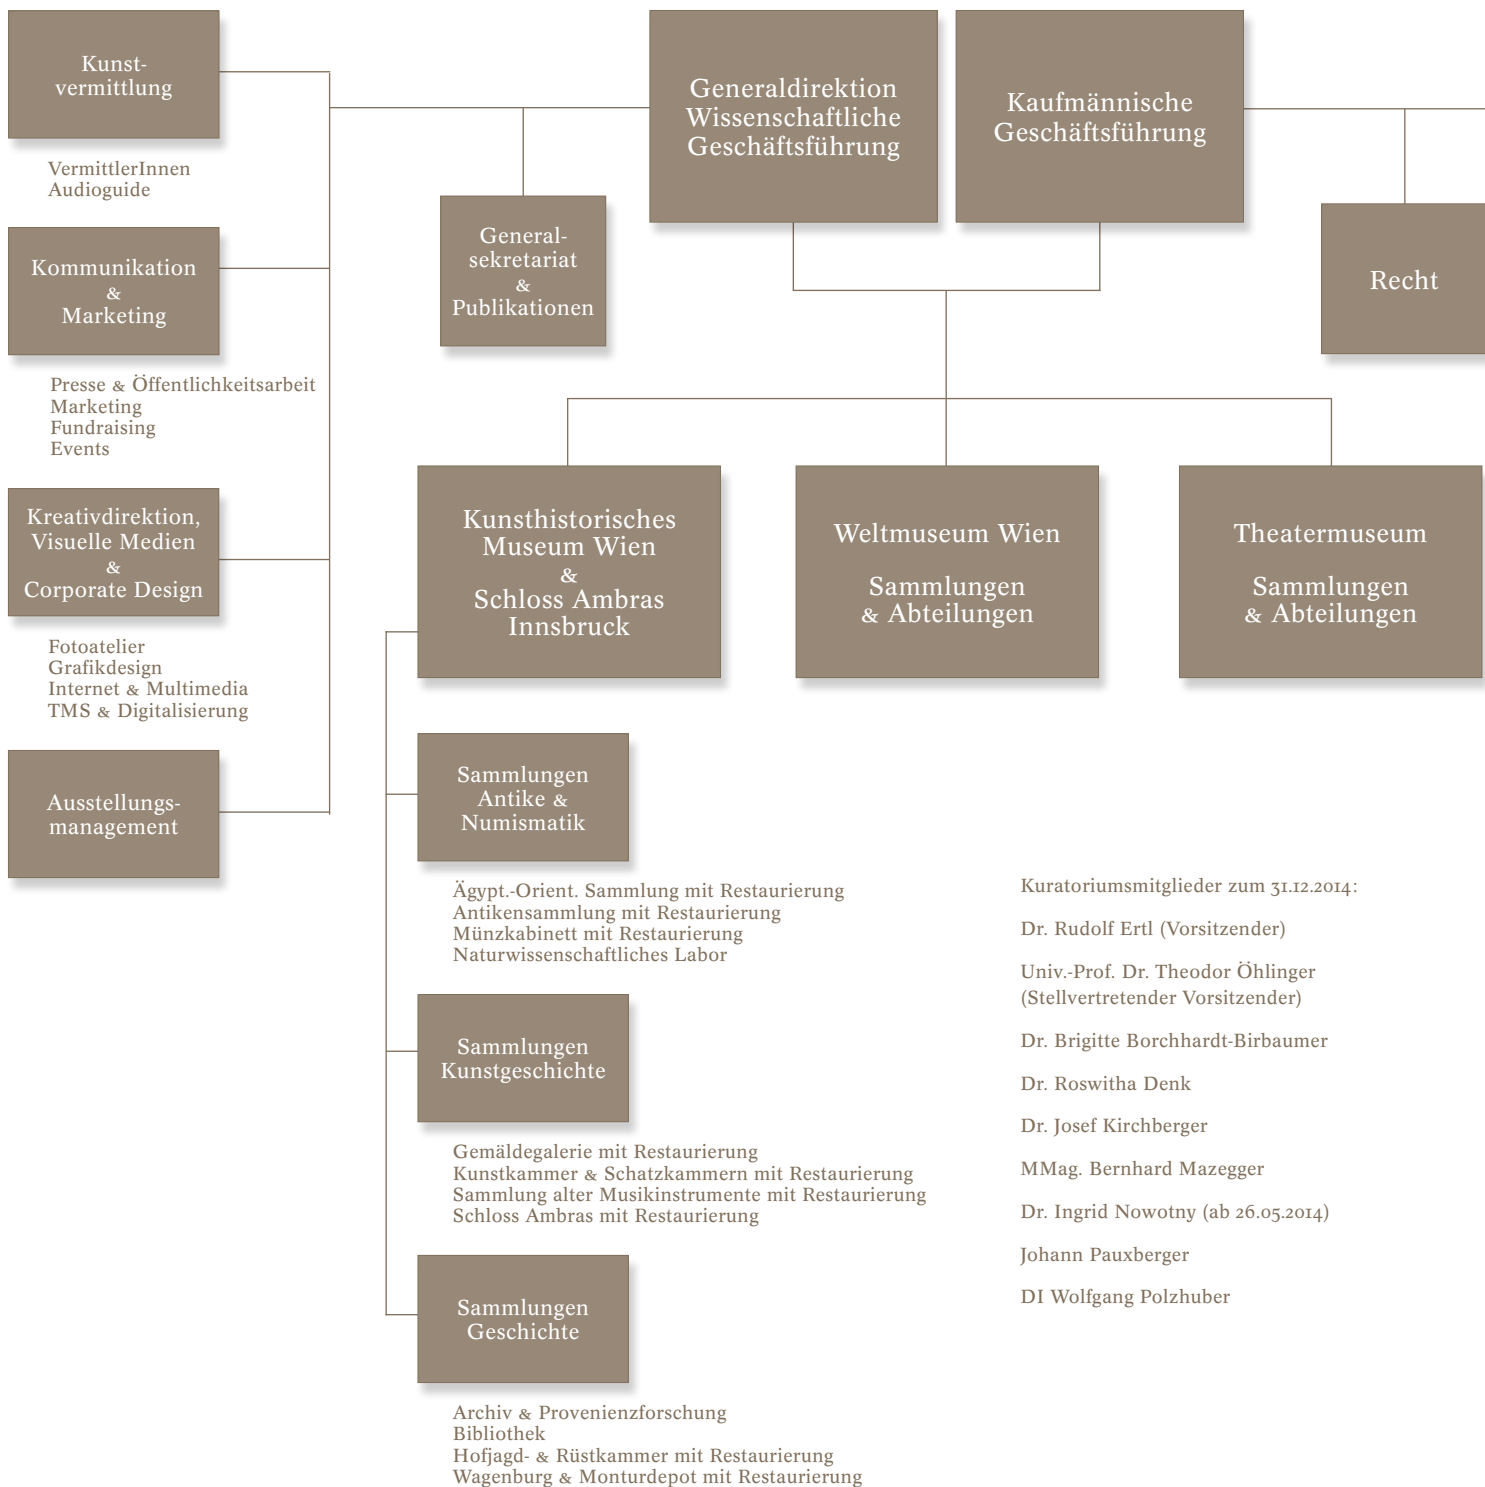 Kunst-
vermittlung
VermittlerInnen
Audioguide
Kommunikation
&
Marketing
Presse & Öffentlichkeitsarbeit
Marketing
Fundraising
Events
Kreativdirektion,
Visuelle Medien
&
Corporate Design
Fotoatelier
Grafikdesign
Internet & Multimedia
TMS & Digitalisierung
Ausstellungs-
management
General-
sekretariat
&
Publikationen
Generaldirektion
Wissenschaftliche
Geschäftsführung
Kaufmännische
Geschäftsführung
Recht
Kunsthistorisches
Museum Wien
&
Schloss Ambras
Innsbruck
Weltmuseum Wien
Sammlungen
& Abteilungen
Theatermuseum
Sammlungen
& Abteilungen
Sammlungen
Antike &
Numismatik
Ägypt.-Orient. Sammlung mit Restaurierung
Antikensammlung mit Restaurierung
Münzkabinett mit Restaurierung
Naturwissenschaftliches Labor
Sammlungen
Kunstgeschichte
Gemäldegalerie mit Restaurierung
Kunstkammer & Schatzkammern mit Restaurierung
Sammlung alter Musikinstrumente mit Restaurierung
Schloss Ambras mit Restaurierung
Sammlungen
Geschichte
Archiv & Provenienzforschung
Bibliothek
Hofjagd- & Rüstkammer mit Restaurierung
Wagenburg & Monturdepot mit Restaurierung
Kuratoriumsmitglieder zum 31.12.2014:
Dr. Rudolf Ertl (Vorsitzender)
Univ.-Prof. Dr. Theodor Öhlinger
(Stellvertretender Vorsitzender)
Dr. Brigitte Borchhardt-Birbaumer
Dr. Roswitha Denk
Dr. Josef Kirchberger
MMag. Bernhard Mazegger
Dr. Ingrid Nowotny (ab 26.05.2014)
Johann Pauxberger
DI Wolfgang Polzhuber